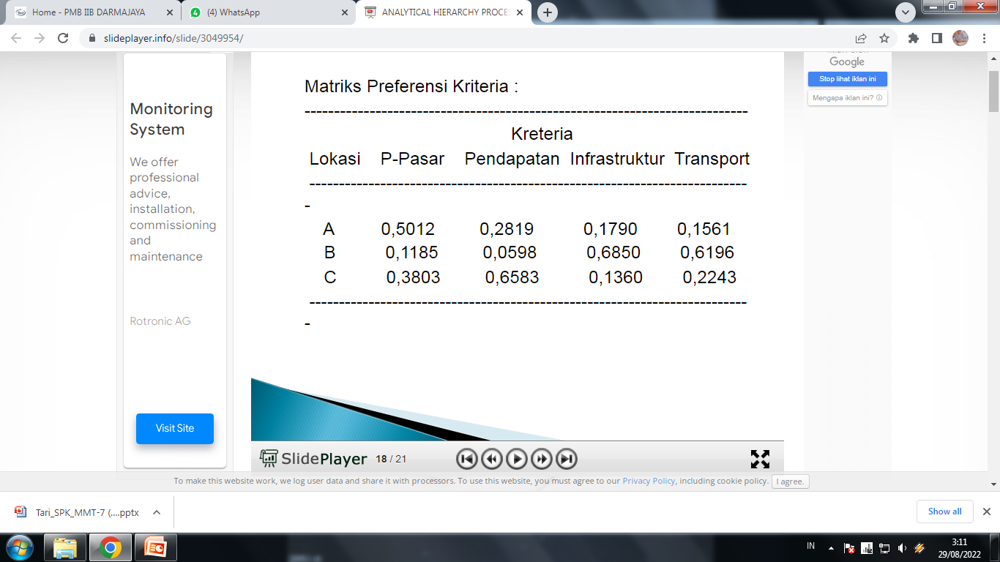 Home - PMB IIB DARMAJAYA
(4) WhatsApp
ANALYTICAL HIERARCHY PROCES
slideplayer.info/slide/3049954/
Monitoring
System
We offer
professional
advice,
installation,
commissioning
and
maintenance
Rotronic AG
Visit Site
Matriks Preferensi Kriteria :
---------------------------------------------------------------------------
Kreteria
Lokasi P-Pasar Pendapatan Infrastruktur Transport
--------------------------------------------------------------------------
-
A 0,5012 0,2819 0,1790 0,1561
B 0,1185 0,0598 0,6850 0,6196
C 0,3803 0,6583 0,1360 0,2243
--------------------------------------------------------------------------
-
SlidePlayer 18 / 21
Google
Stop lihat iklan ini
Mengapa iklan ini?
To make this website work, we log user data and share it with processors. To use this website, you must agree to our Privacy Policy, including cookie policy. I agree.
Tari_SPK_MMT-7 (....pptx
Show all
IN
3:11
29/08/2022